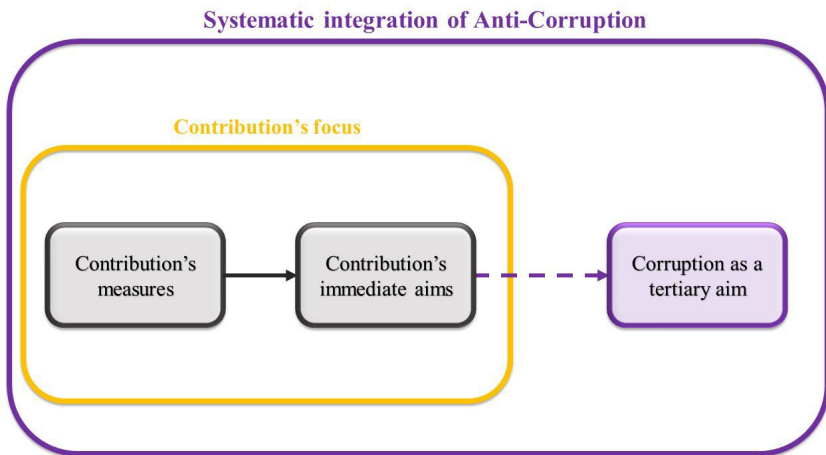 Systematic integration of Anti-Corruption
Contribution’s focus
Contribution’s
measures
Contribution’s
immediate aims
Corruption as a
tertiary aim